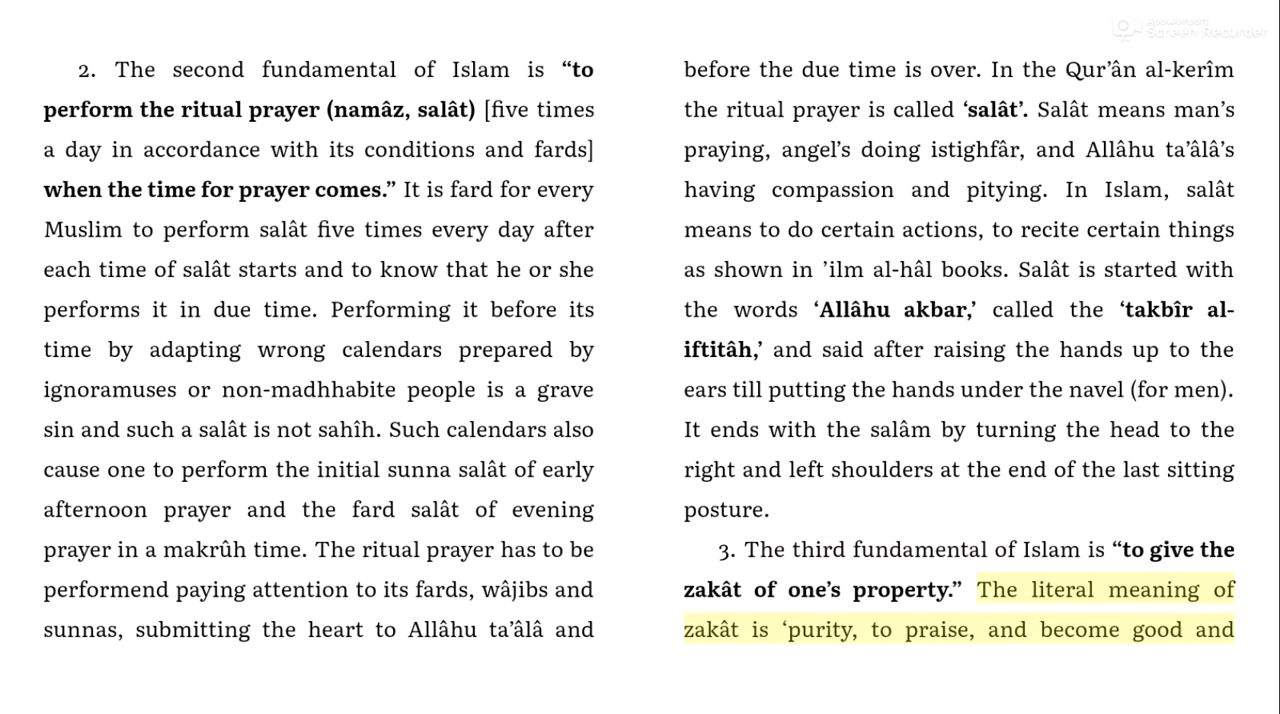 Apowersoft
Screen Recorder
2. The second fundamental of Islam is “to
perform the ritual prayer (namâz, salât) [five times
a day in accordance with its conditions and fards]
when the time for prayer comes.” It is fard for every
Muslim to perform salât five times every day after
each time of salât starts and to know that he or she
performs it in due time. Performing it before its
time by adapting wrong calendars prepared by
ignoramuses or non-madhhabite people is a grave
sin and such a salât is not sahîh. Such calendars also
cause one to perform the initial sunna salât of early
afternoon prayer and the fard salât of evening
prayer in a makrûh time. The ritual prayer has to be
performend paying attention to its fards, wâjibs and
sunnas, submitting the heart to Allâhu ta’âlâ and
before the due time is over. In the Qur’ân al-kerîm
the ritual prayer is called ‘salât’. Salât means man’s
praying, angel’s doing istighfâr, and Allâhu ta’âlâ’s
having compassion and pitying. In Islam, salât
means to do certain actions, to recite certain things
as shown in ’ilm al-hâl books. Salât is started with
the words ‘Allâhu akbar,’ called the ‘takbîr al-
iftitâh,’ and said after raising the hands up to the
ears till putting the hands under the navel (for men).
It ends with the salâm by turning the head to the
right and left shoulders at the end of the last sitting
posture.
3. The third fundamental of Islam is “to give the
zakât of one’s property.” The literal meaning of
zakât is ‘purity, to praise, and become good and